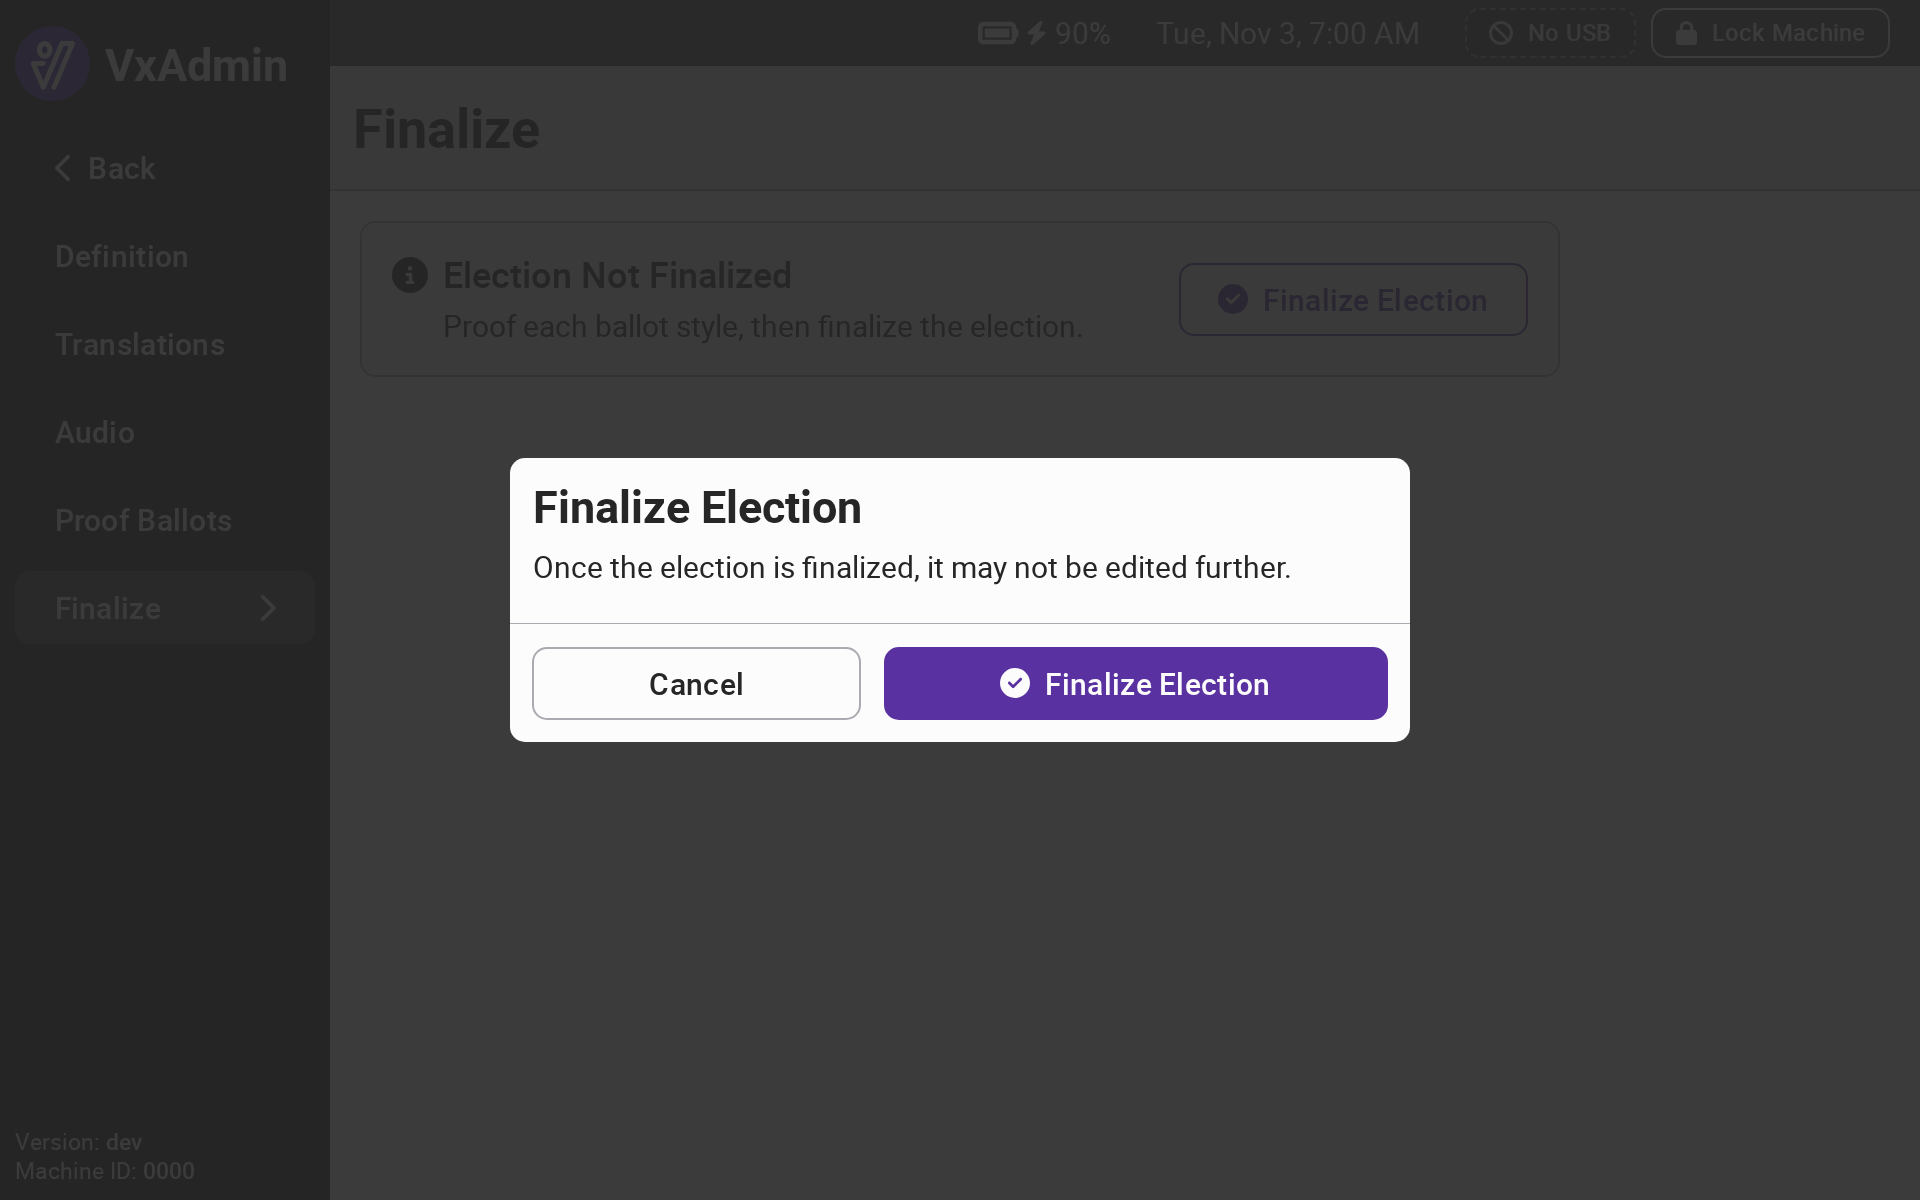 VxAdmin
90%
Tue, Nov 3, 7:00 AM
No USB
Lock Machine
Back
Definition
Translations
Audio
Proof Ballots
Finalize
Finalize
Election Not Finalized
Proof each ballot style, then finalize the election.
Finalize Election
Finalize Election
Once the election is finalized, it may not be edited further.
Cancel
Finalize Election
Version: dev
Machine ID: 0000